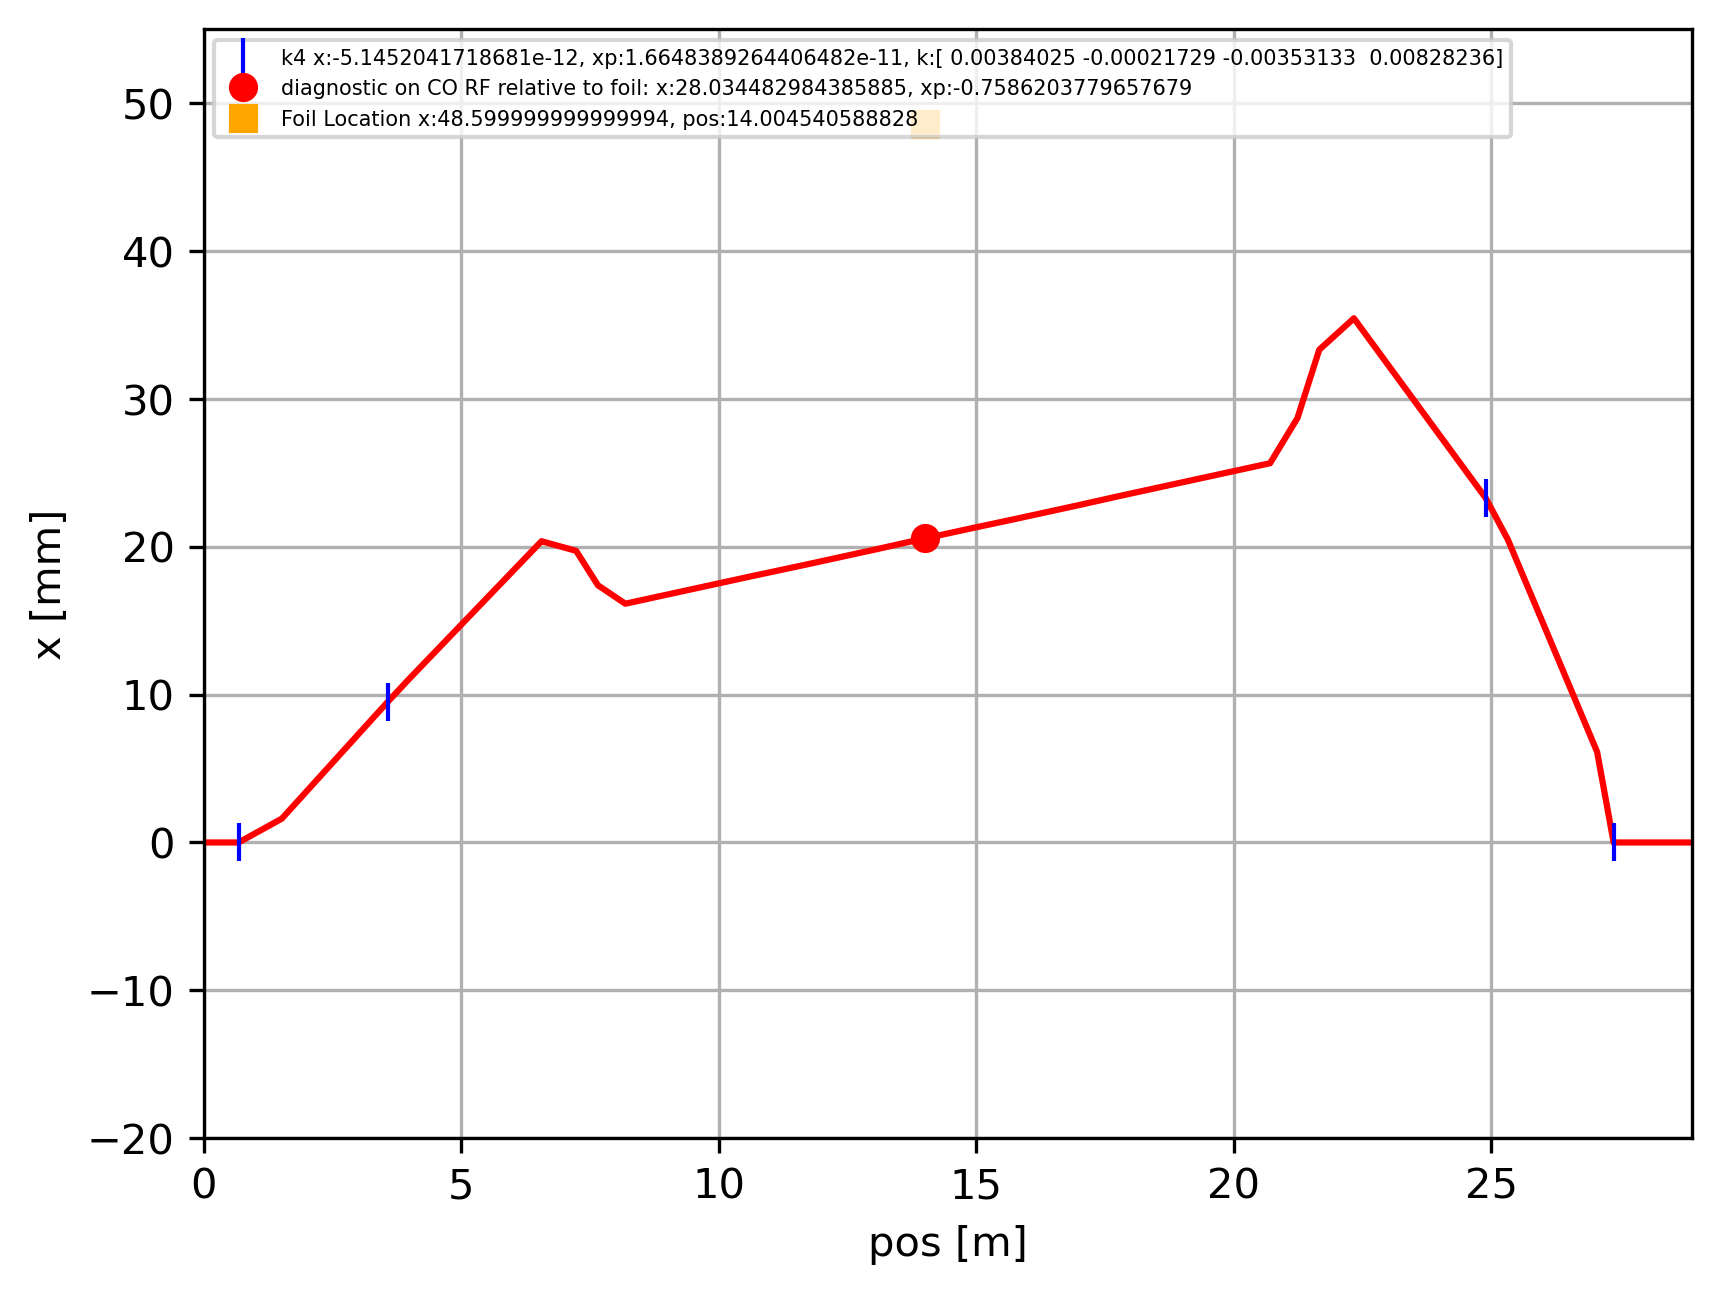 k4 x:-5.1452041718681e-12, xp:1.6648389264406482e-11, k:[ 0.00384025 -0.00021729 -0.00353133  0.00828236]
diagnostic on CO RF relative to foil: x:28.034482984385885, xp:-0.7586203779657679
Foil Location x:48.599999999999994, pos:14.004540588828
50
40
30
20
10
0
−10
−20
x [mm]
0 5 10 15 20 25
pos [m]